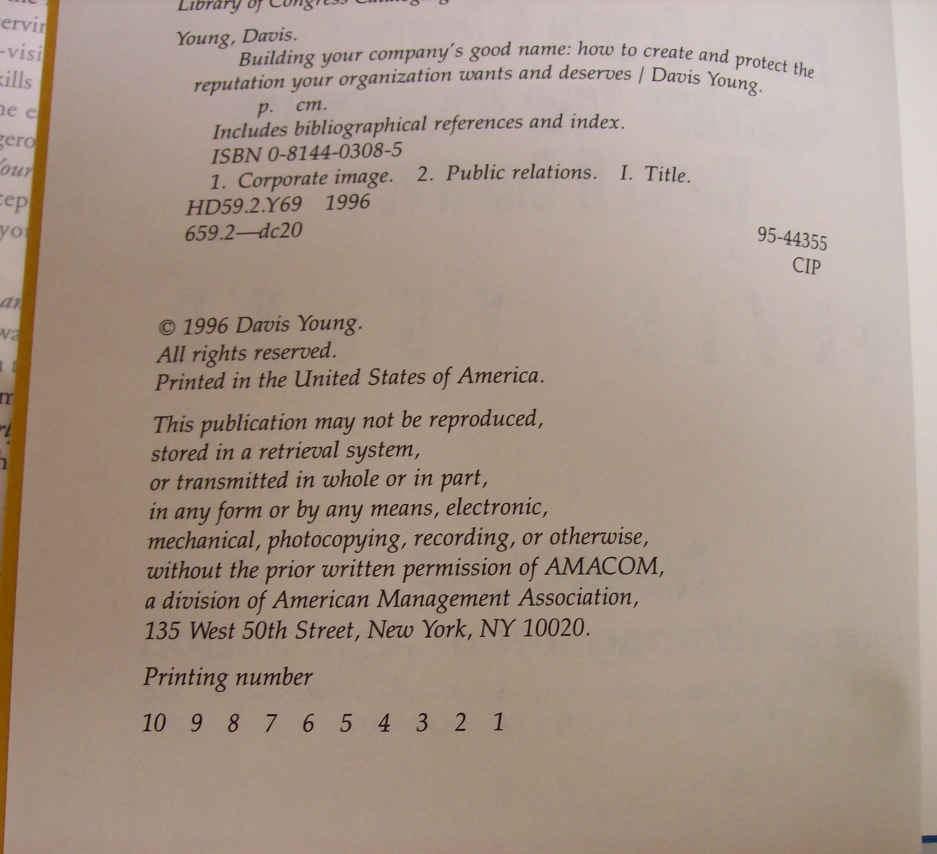 Library of Congress
Young, Davis.
Building your company's good name: how to create and protect the
reputation your organization wants and deserves / Davis Young.
p. cm.
Includes bibliographical references and index.
ISBN 0-8144-0308-5
1. Corporate image. 2. Public relations. I. Title.
HD59.2.Y69 1996
659.2—dc20
95-44355
CIP
© 1996 Davis Young.
All rights reserved.
Printed in the United States of America.
This publication may not be reproduced,
stored in a retrieval system,
or transmitted in whole or in part,
in any form or by any means, electronic,
mechanical, photocopying, recording, or otherwise,
without the prior written permission of AMACOM,
a division of American Management Association,
135 West 50th Street, New York, NY 10020.
Printing number
10 9 8 7 6 5 4 3 2 1